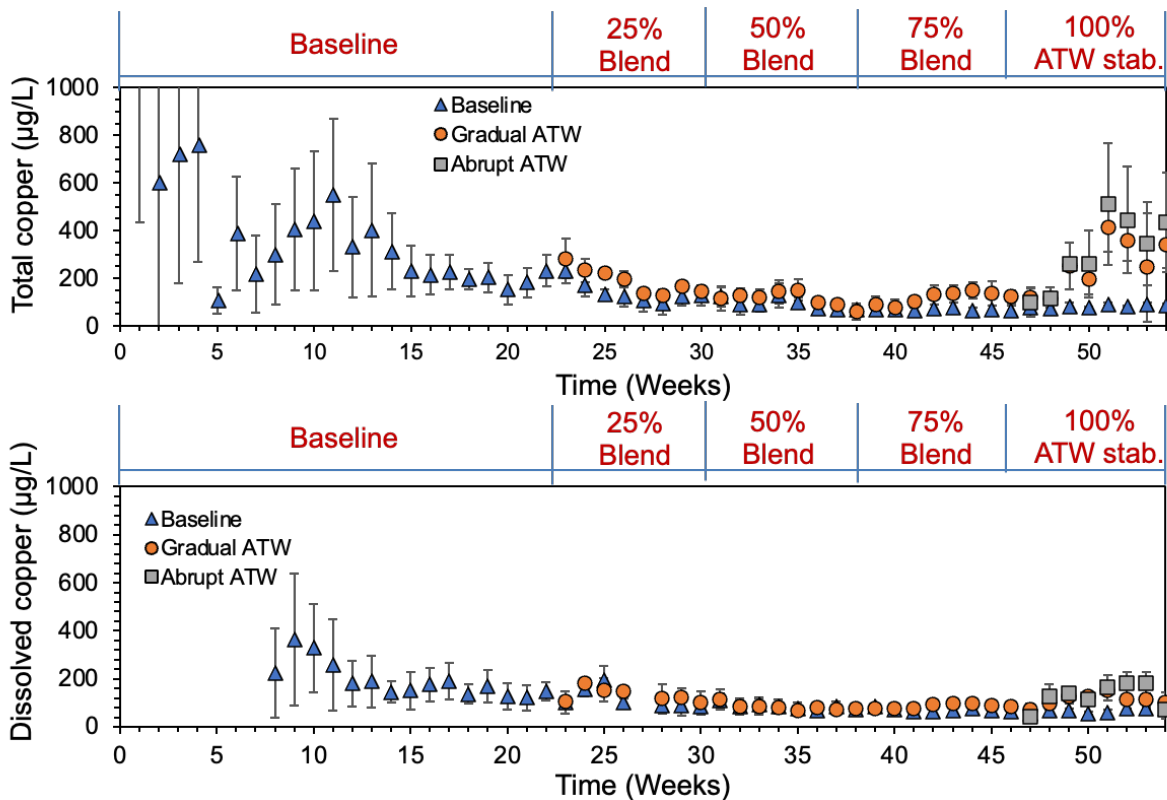 Baseline
25%
Blend
50%
Blend
75%
Blend
100%
ATW stab.
Total copper (µg/L)
1000
800
600
400
200
0
Baseline
Gradual ATW
Abrupt ATW
0 5 10 15 20 25 30 35 40 45 50
Time (Weeks)
Baseline
25%
Blend
50%
Blend
75%
Blend
100%
ATW stab.
Dissolved copper (µg/L)
1000
800
600
400
200
0
Baseline
Gradual ATW
Abrupt ATW
0 5 10 15 20 25 30 35 40 45 50
Time (Weeks)